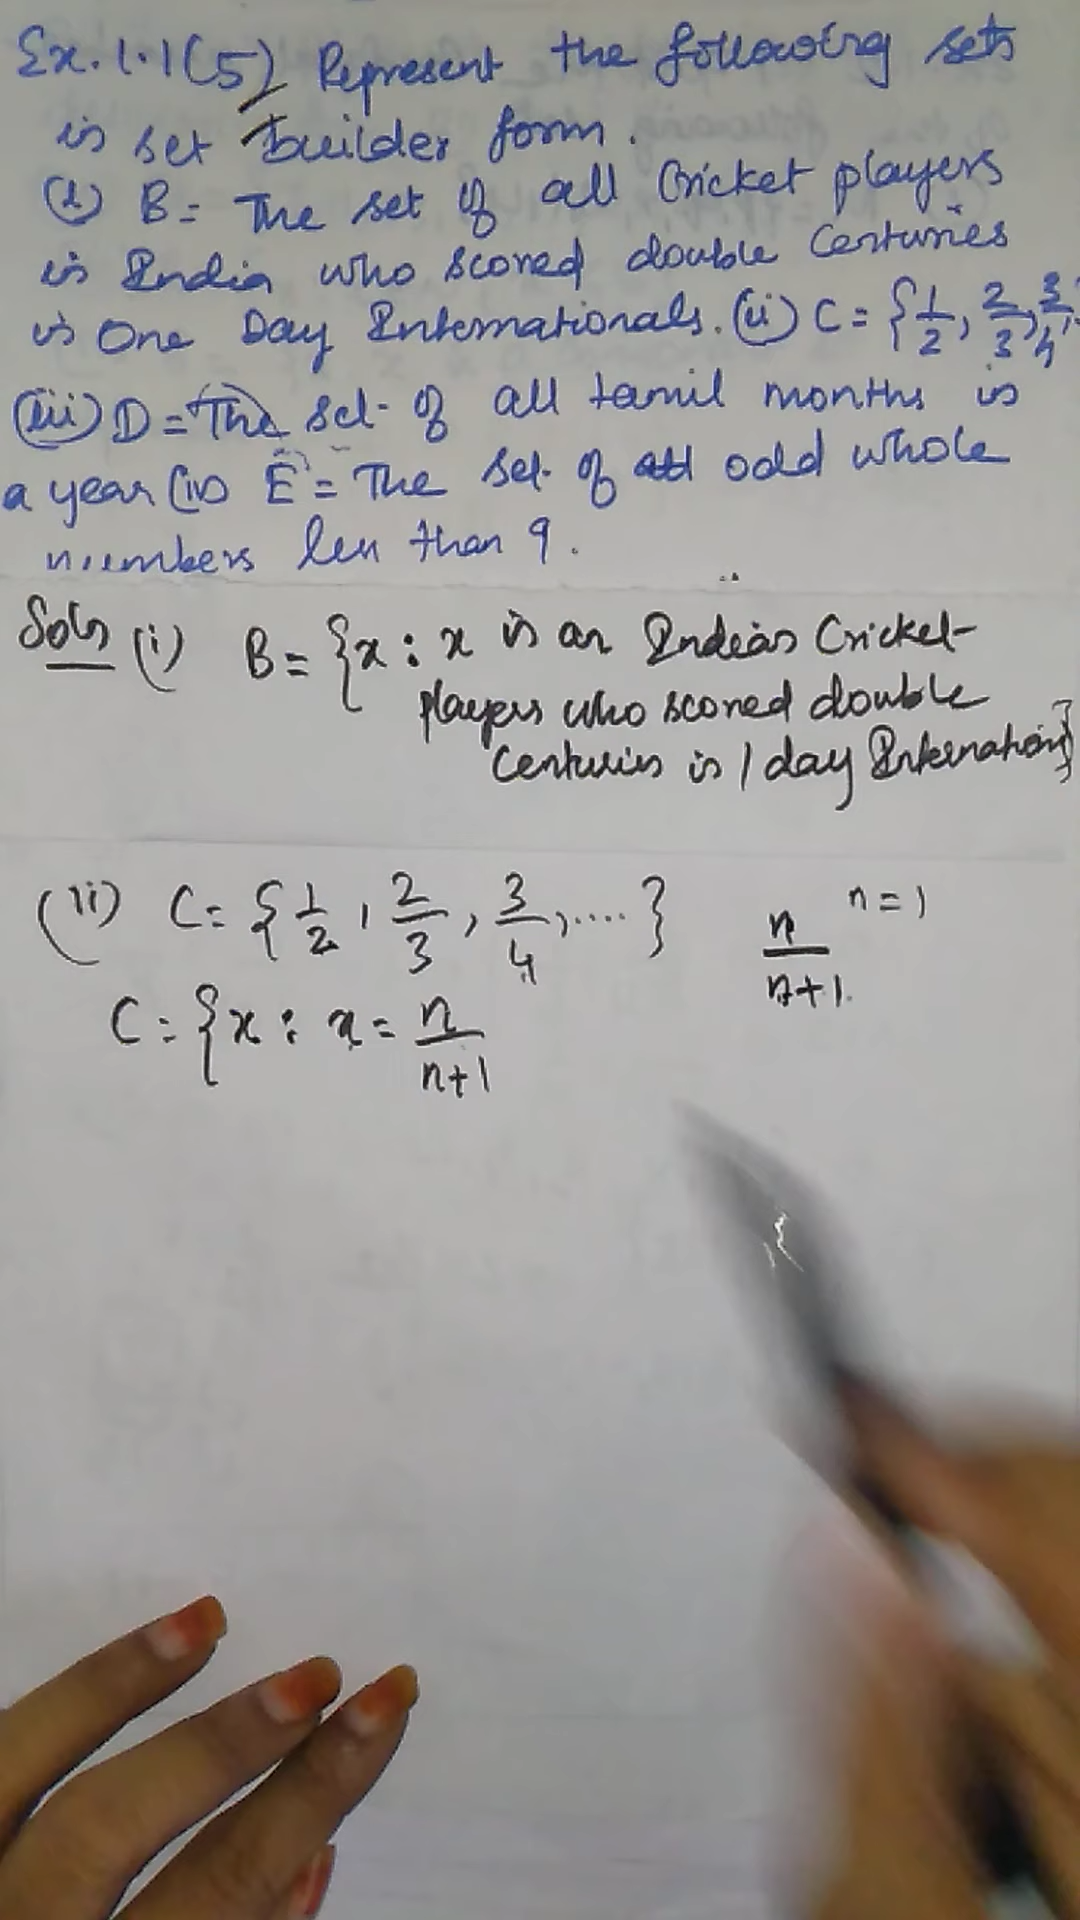 Ex. 1.1(5) Represent the following sets
in set builder form.
(i) B = The set of all Cricket players
in India who scored double Centuries
in One Day Internationals. (ii) C = {1/2, 2/3, 3/4,
(iii) D = The set of all tamil months in
a year (iv) E = The set of odd whole
numbers less than 9.
Soln (i) B = {x : x is an Indian Cricket
players who scored double
Centuries in 1 day Internation}
(ii) C = {1/2, 2/3, 3/4, ....} n/n+1 n=1
C = {x : x = n/n+1